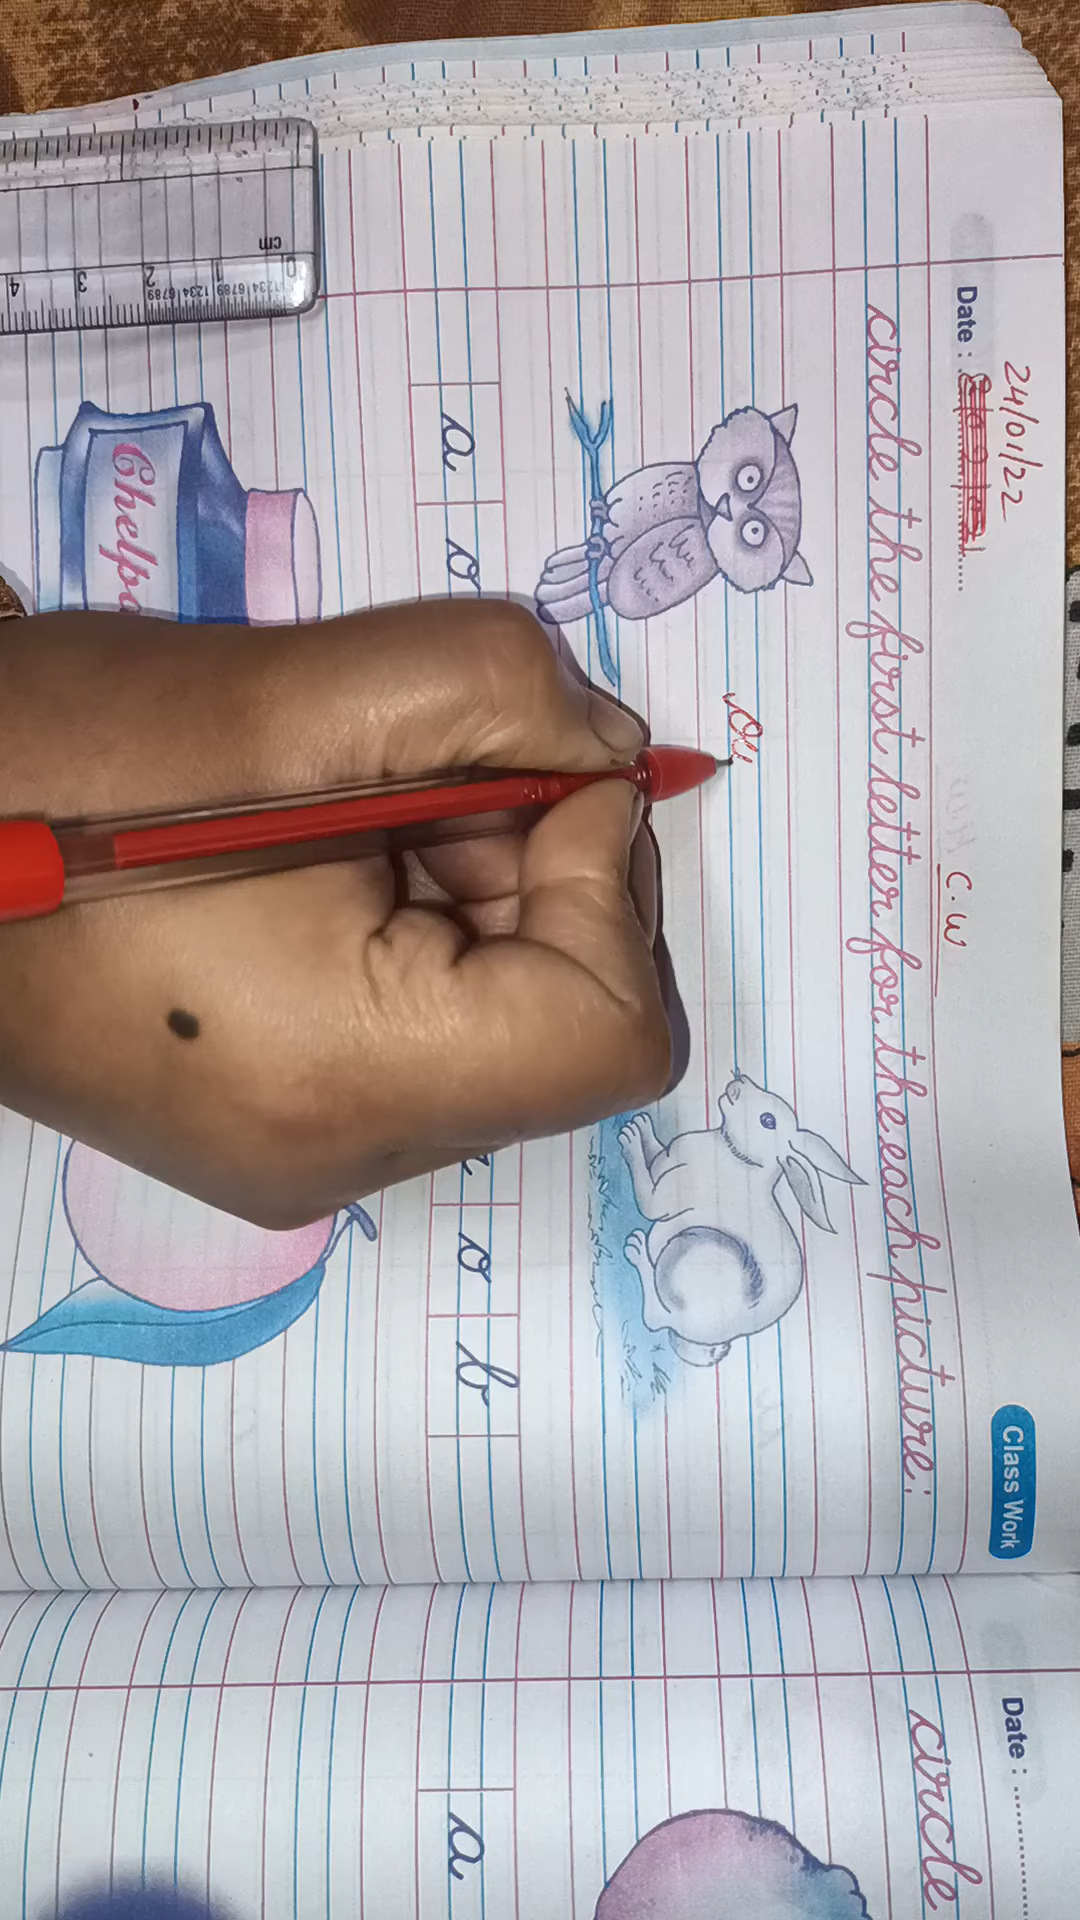 24/01/22
C.W
Class Work
Date :
circle the first letter for the each picture:
ow
a o z o b
Chelpa
cm
0 1 2 3 4
Date :
circle
a